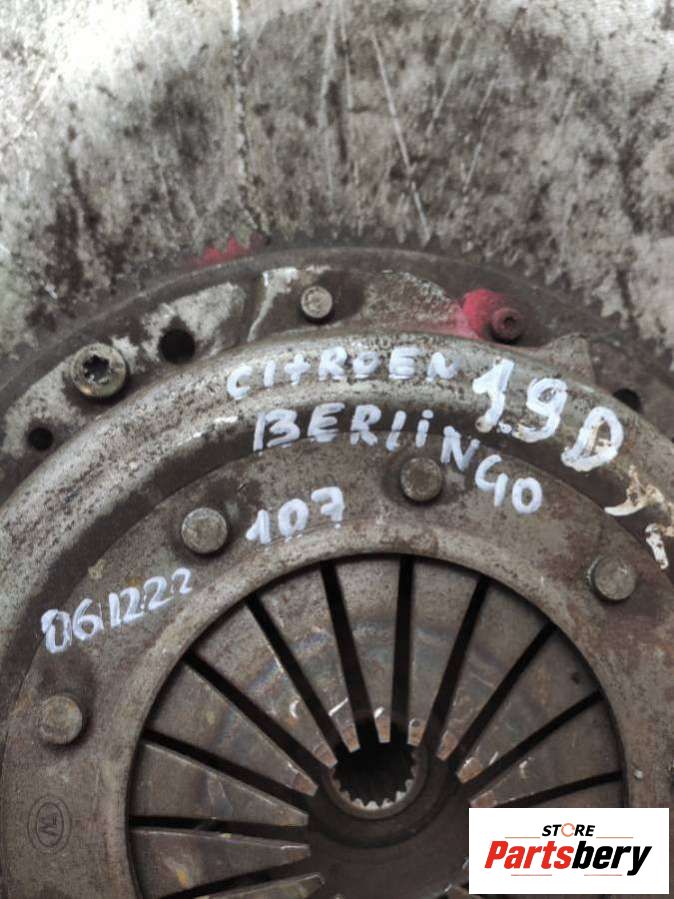 CITROEN 1.9D
BERLINGO
107
061222
STORE
Partsbery